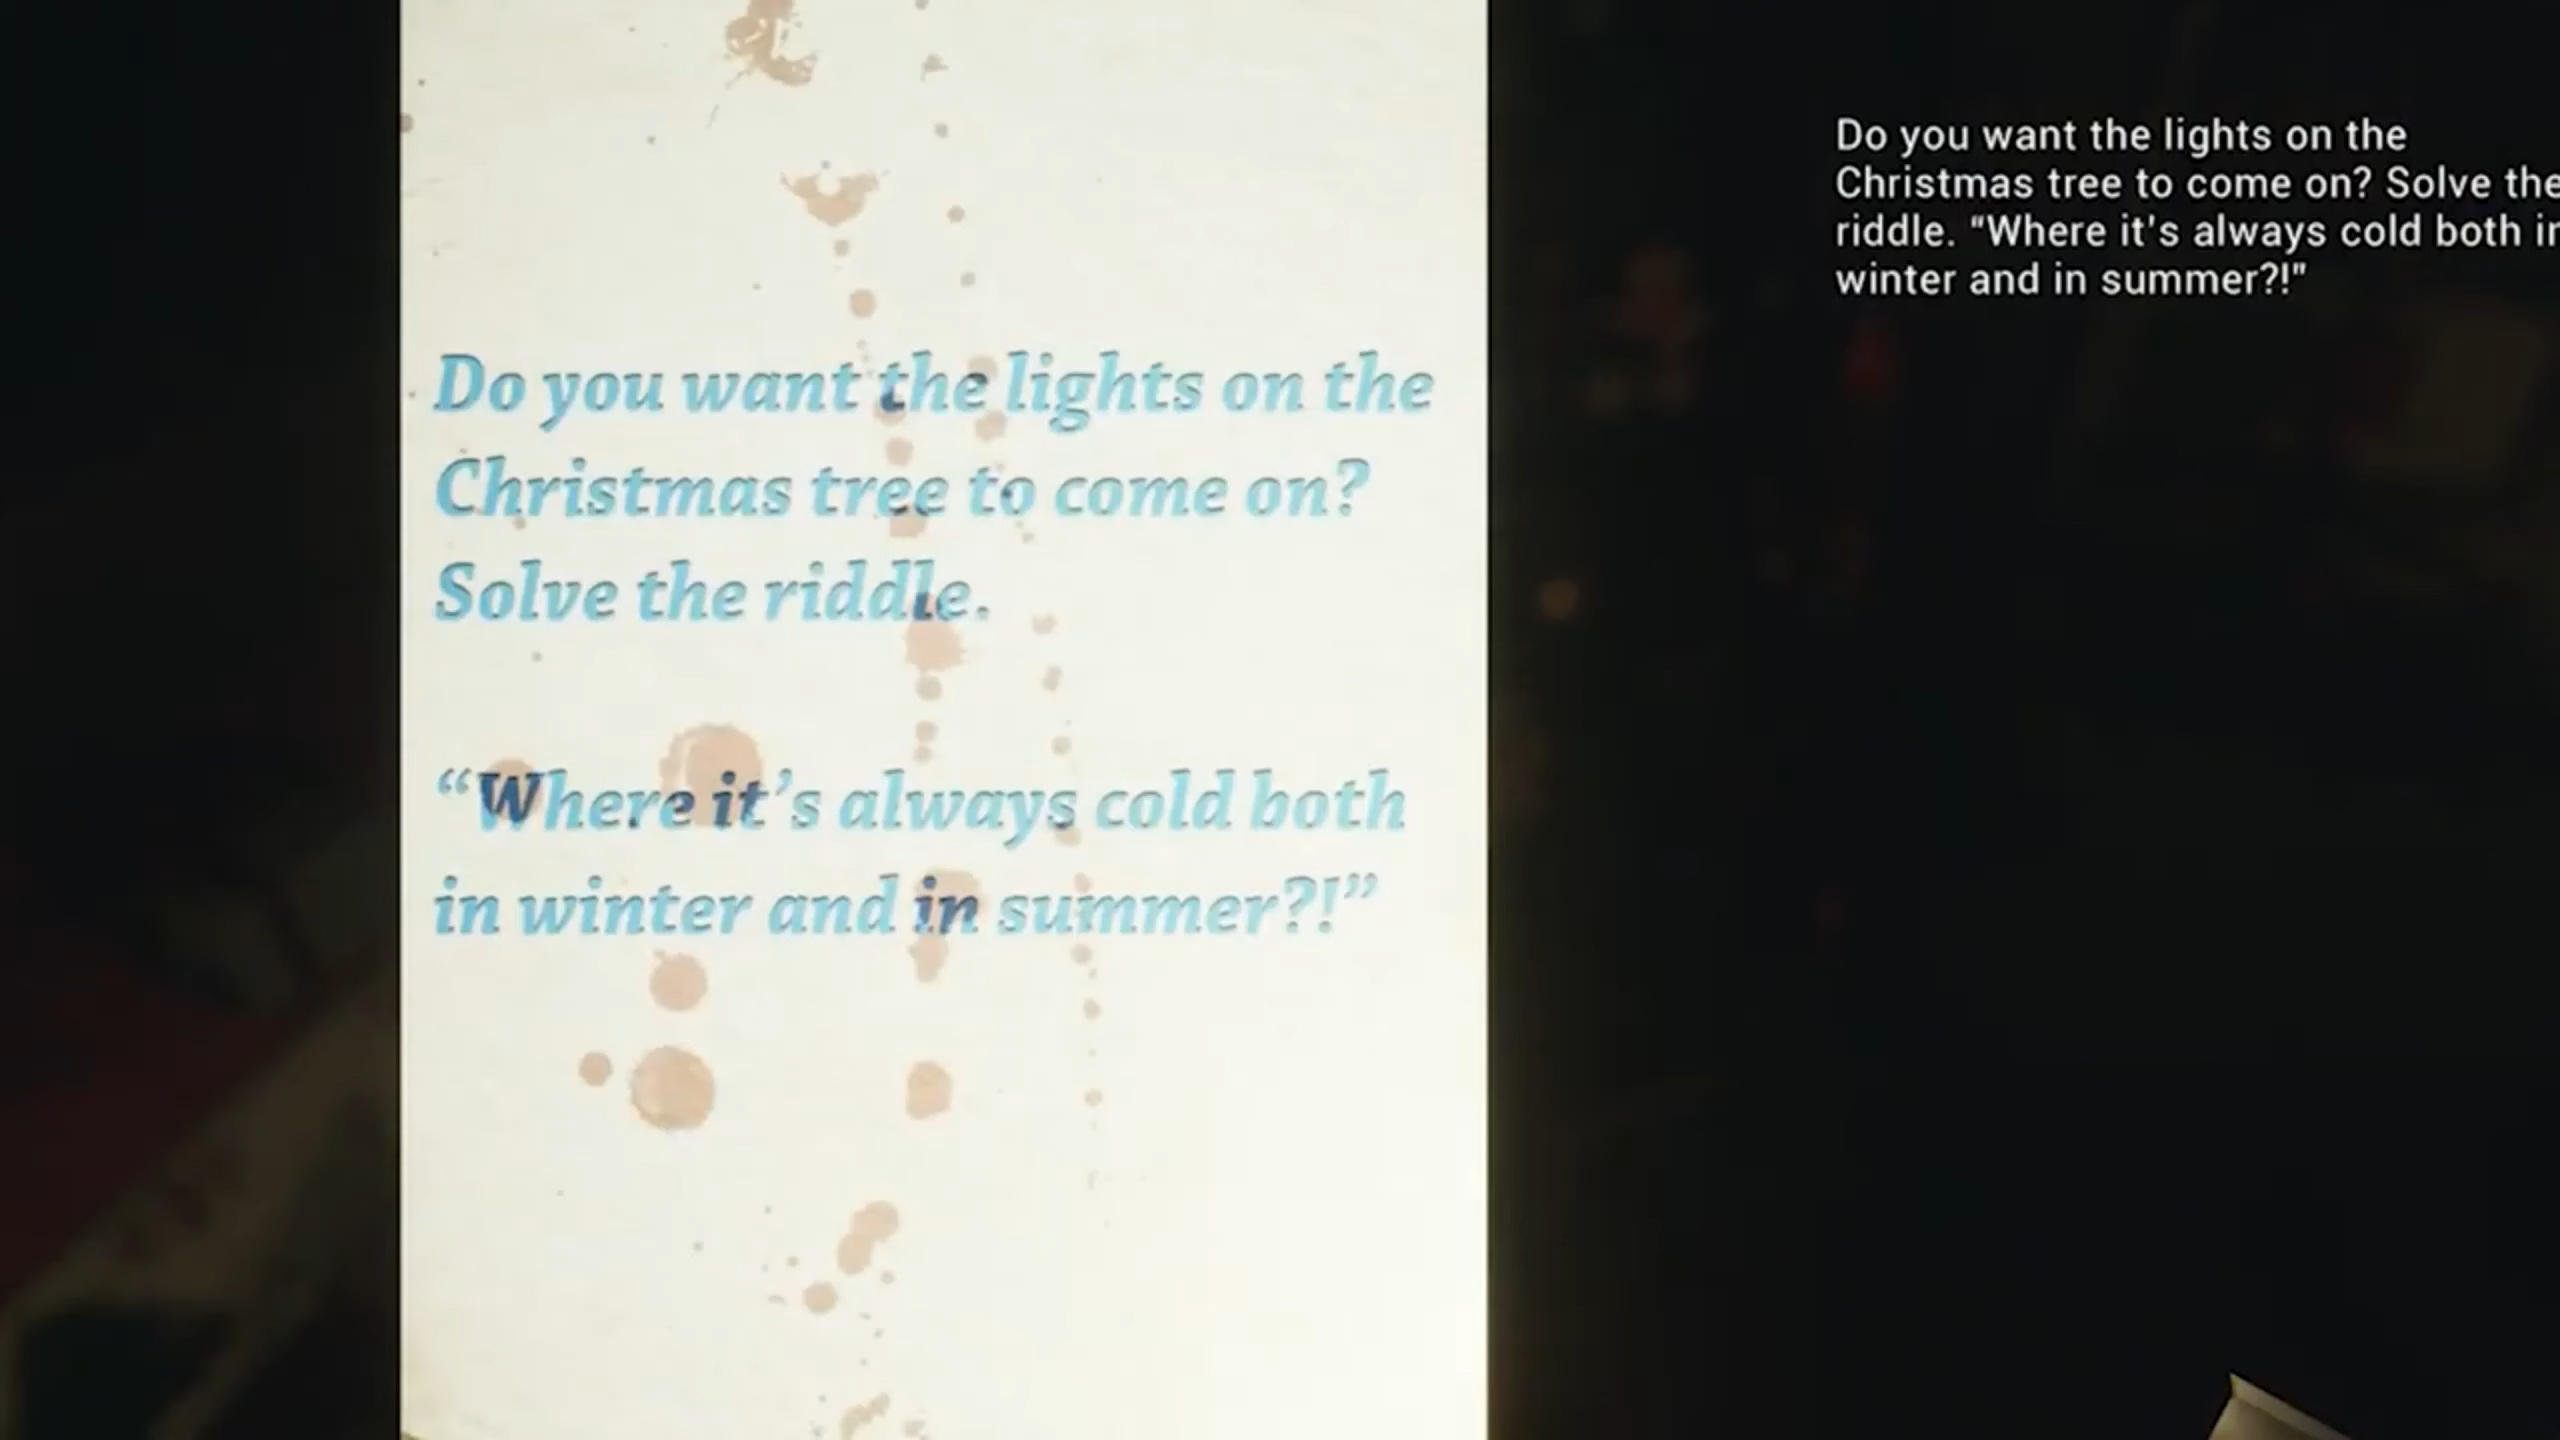 Do you want the lights on the
Christmas tree to come on?
Solve the riddle.
“Where it’s always cold both
in winter and in summer?!”
Do you want the lights on the
Christmas tree to come on? Solve the
riddle. “Where it's always cold both in
winter and in summer?!"